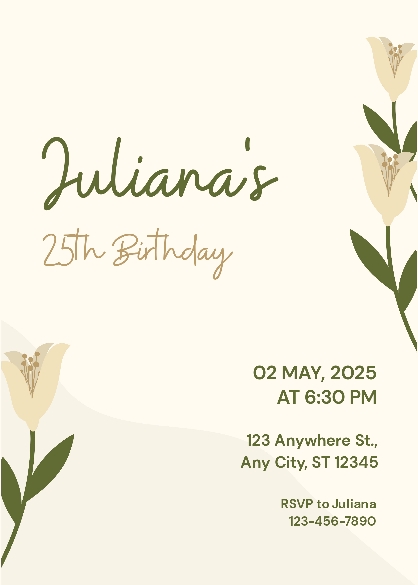 Juliana's
25th Birthday
02 MAY, 2025
AT 6:30 PM
123 Anywhere St.,
Any City, ST 12345
RSVP to Juliana
123-456-7890